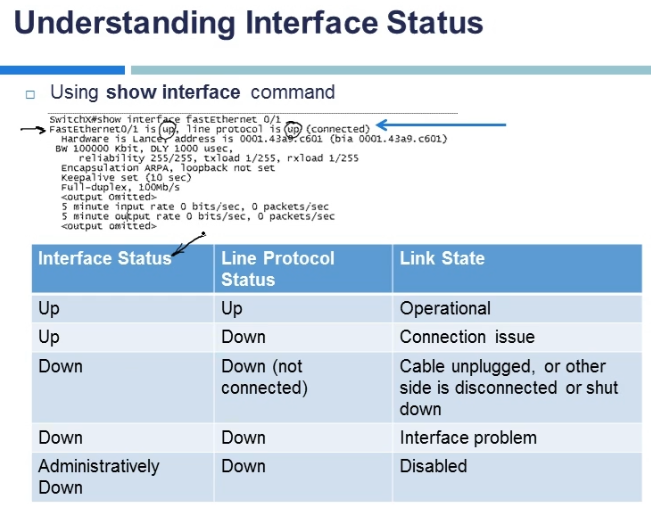 Understanding Interface Status
Using show interface command
SwitchX#show interface fastEthernet 0/1
FastEthernet0/1 is up, line protocol is up (connected)
Hardware is Lance, address is 0001.43a9.c601 (bia 0001.43a9.c601)
BW 100000 Kbit, DLY 1000 usec,
reliability 255/255, txload 1/255, rxload 1/255
Encapsulation ARPA, loopback not set
Keepalive set (10 sec)
Full-duplex, 100Mb/s
<output omitted>
5 minute input rate 0 bits/sec, 0 packets/sec
5 minute output rate 0 bits/sec, 0 packets/sec
<output omitted>
Interface Status Line Protocol Link State
Status
Up Up Operational
Up Down Connection issue
Down Down (not Cable unplugged, or other
connected) side is disconnected or shut
down
Down Down Interface problem
Administratively Down Disabled
Down